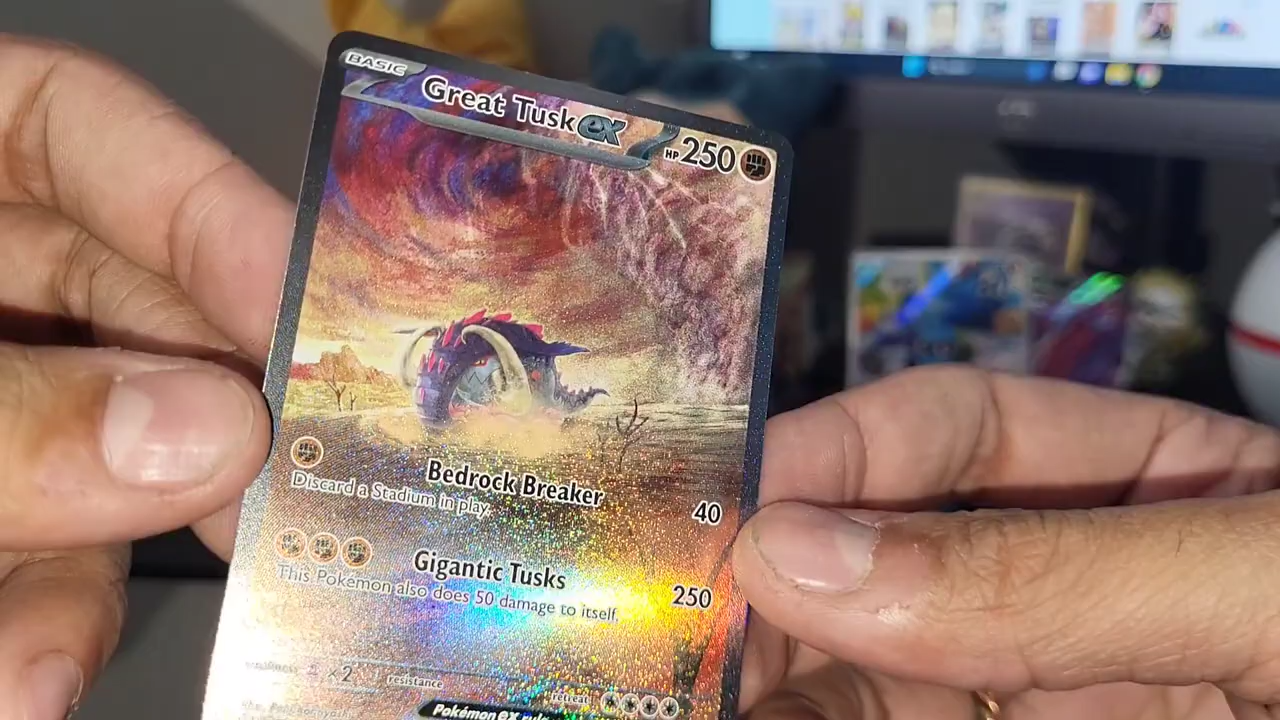 BASIC
Great Tusk ex
HP 250
Bedrock Breaker
40
Discard a Stadium in play.
Gigantic Tusks
250
This Pokémon also does 50 damage to itself.
×2
resistance
retreat
Pokémon ex rule